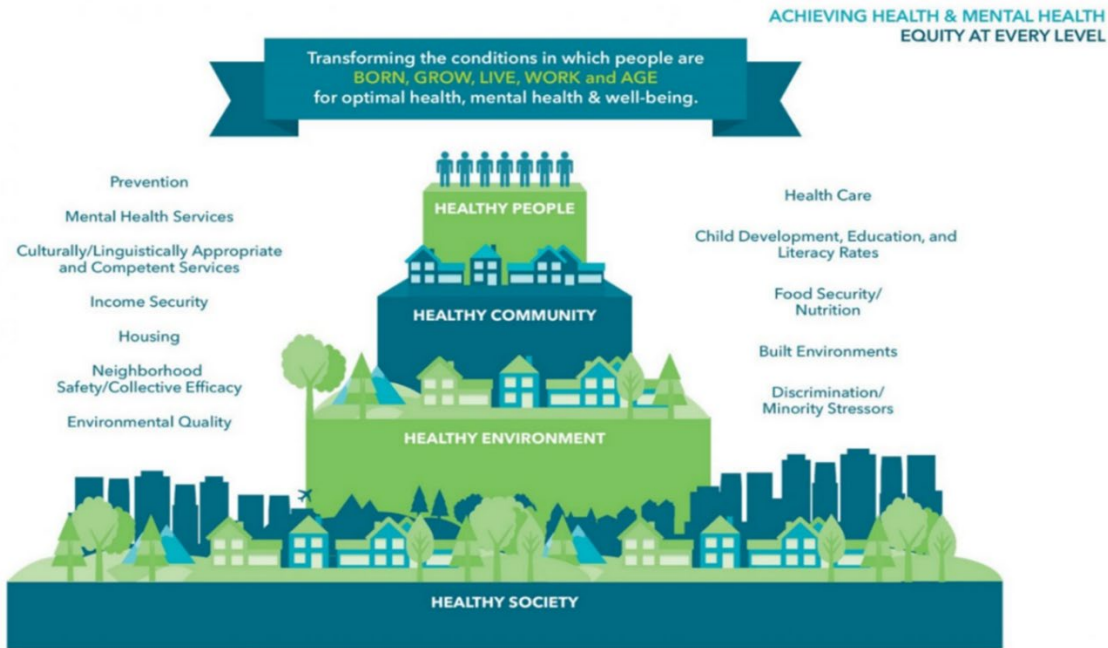 ACHIEVING HEALTH & MENTAL HEALTH
EQUITY AT EVERY LEVEL
Transforming the conditions in which people are
BORN, GROW, LIVE, WORK and AGE
for optimal health, mental health & well-being.
Prevention
Mental Health Services
Culturally/Linguistically Appropriate
and Competent Services
Income Security
Housing
Neighborhood
Safety/Collective Efficacy
Environmental Quality
HEALTHY PEOPLE
HEALTHY COMMUNITY
HEALTHY ENVIRONMENT
HEALTHY SOCIETY
Health Care
Child Development, Education, and
Literacy Rates
Food Security/
Nutrition
Built Environments
Discrimination/
Minority Stressors